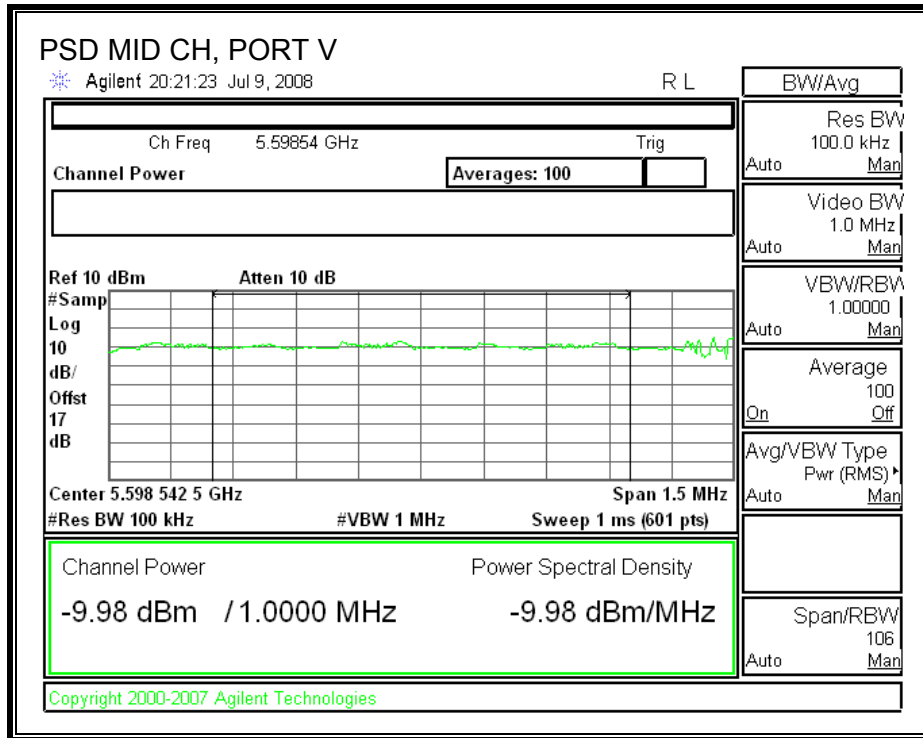 PSD MID CH, PORT V
Agilent 20:21:23 Jul 9, 2008 R L
Ch Freq 5.59854 GHz Trig
Channel Power Averages: 100
Ref 10 dBm Atten 10 dB
#Samp
Log
10
dB/
Offst
17
dB
Center 5.598 542 5 GHz Span 1.5 MHz
#Res BW 100 kHz #VBW 1 MHz Sweep 1 ms (601 pts)
Channel Power Power Spectral Density
-9.98 dBm / 1.0000 MHz -9.98 dBm/MHz
Copyright 2000-2007 Agilent Technologies
BW/Avg
Res BW
100.0 kHz
Auto Man
Video BW
1.0 MHz
Auto Man
VBW/RBW
1.00000
Auto Man
Average
100
On Off
Avg/VBW Type
Pwr (RMS)
Auto Man
Span/RBW
106
Auto Man